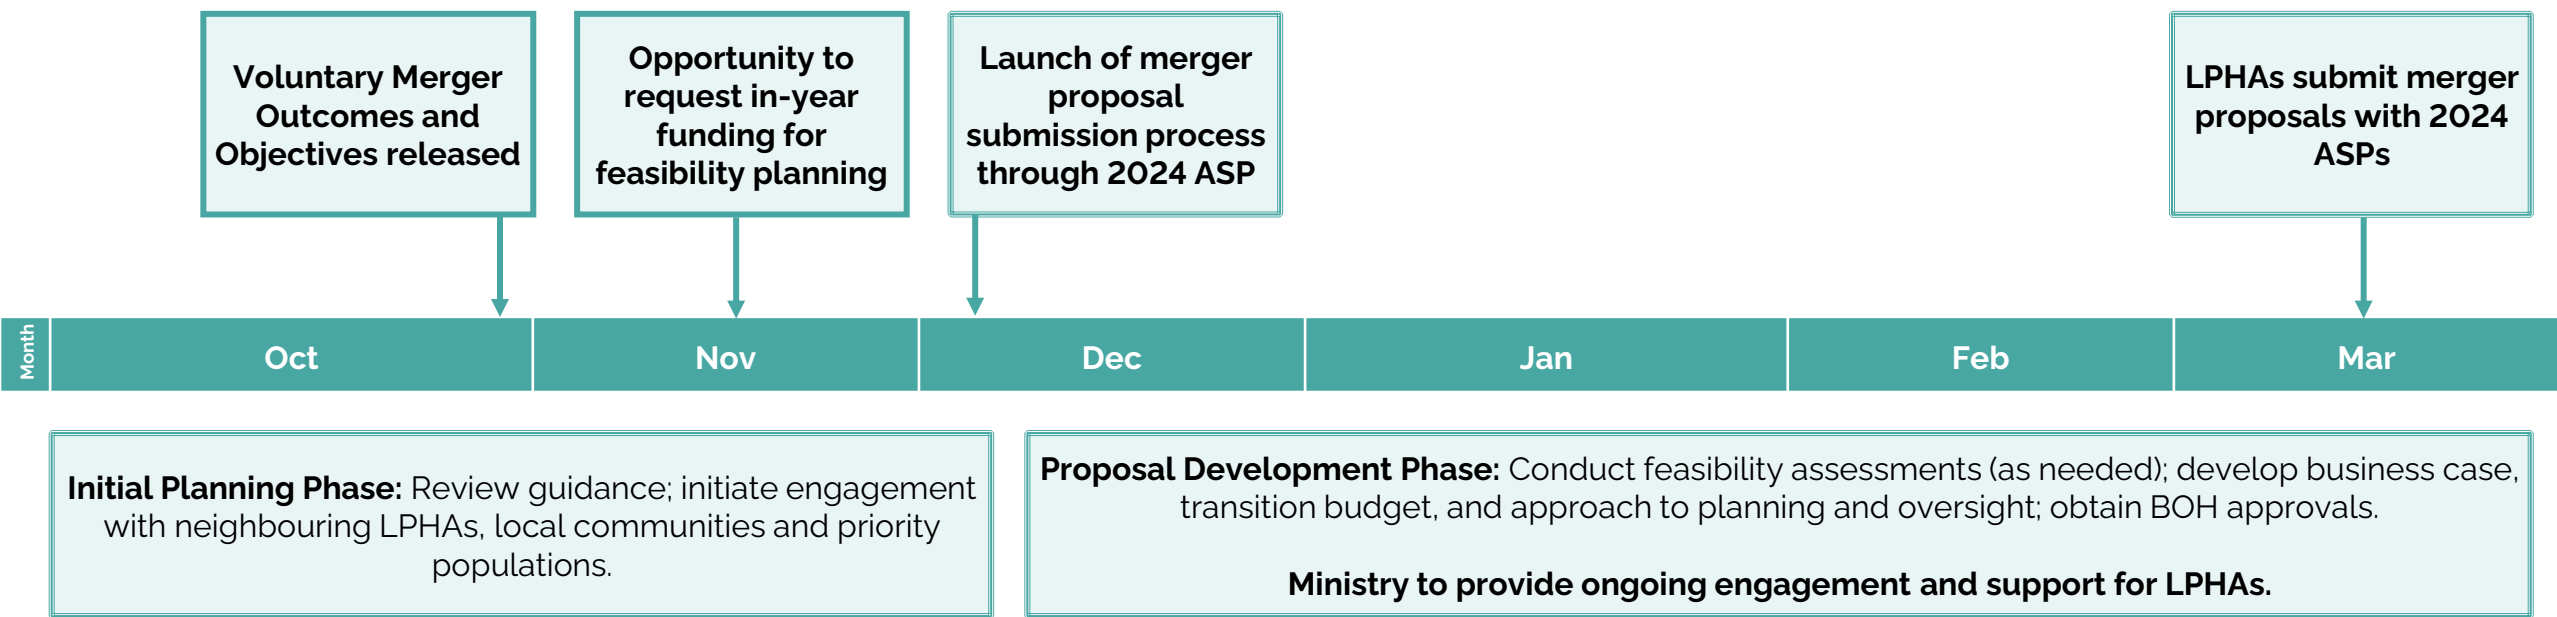 Voluntary Merger
Outcomes and
Objectives released
Opportunity to
request in-year
funding for
feasibility planning
Launch of merger
proposal
submission process
through 2024 ASP
LPHAs submit merger
proposals with 2024
ASPs
Month
Oct
Nov
Dec
Jan
Feb
Mar
Initial Planning Phase: Review guidance; initiate engagement
with neighbouring LPHAs, local communities and priority
populations.
Proposal Development Phase: Conduct feasibility assessments (as needed); develop business case,
transition budget, and approach to planning and oversight; obtain BOH approvals.
Ministry to provide ongoing engagement and support for LPHAs.